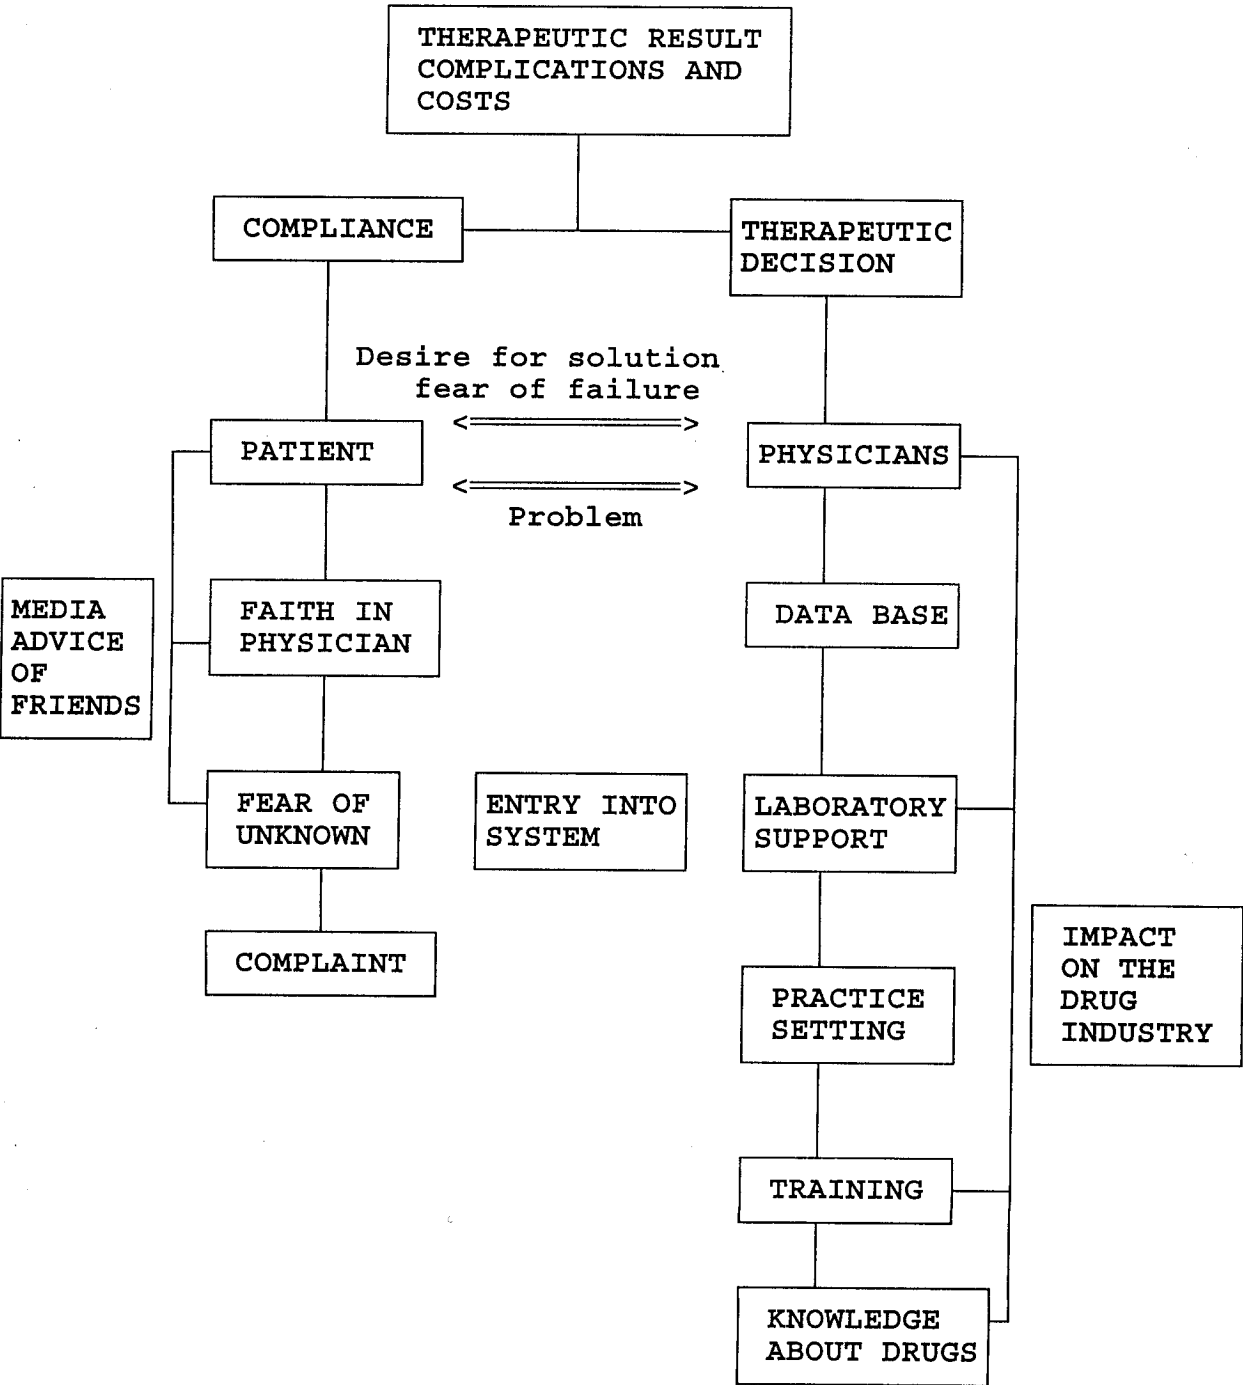 THERAPEUTIC RESULT
COMPLICATIONS AND
COSTS
COMPLIANCE
THERAPEUTIC
DECISION
Desire for solution
fear of failure
<══════════>
PATIENT
PHYSICIANS
<══════════>
Problem
MEDIA
ADVICE
OF
FRIENDS
FAITH IN
PHYSICIAN
DATA BASE
FEAR OF
UNKNOWN
ENTRY INTO
SYSTEM
LABORATORY
SUPPORT
COMPLAINT
IMPACT
ON THE
DRUG
INDUSTRY
PRACTICE
SETTING
TRAINING
KNOWLEDGE
ABOUT DRUGS